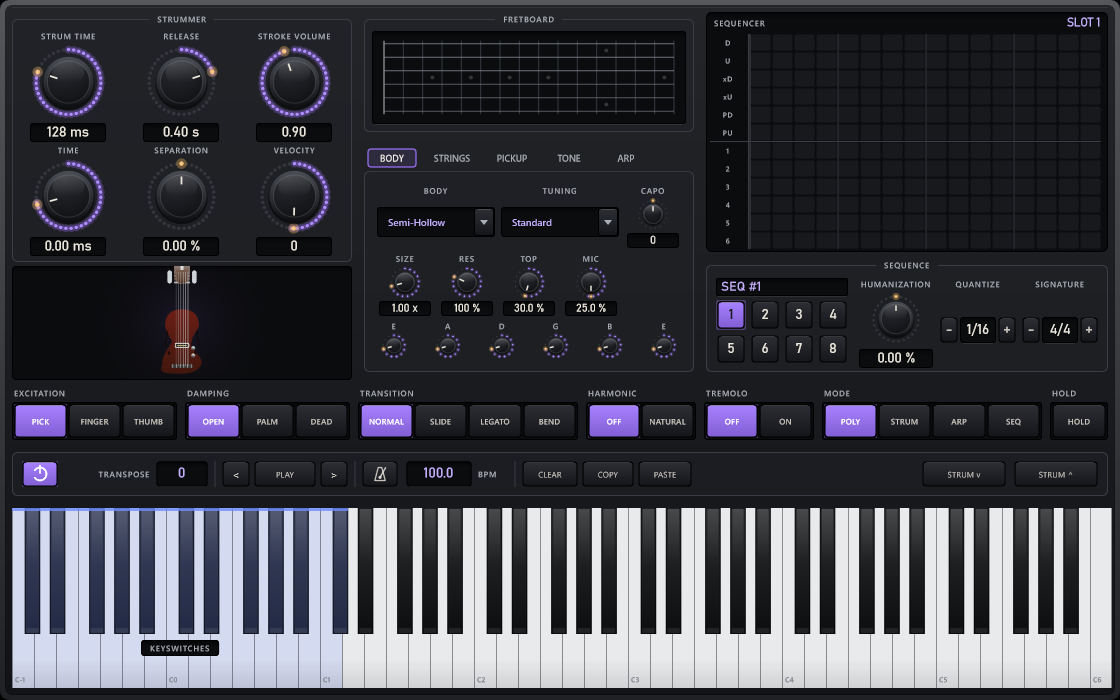 STRUMMER
STRUM TIME RELEASE STROKE VOLUME
128 ms 0.40 s 0.90
TIME SEPARATION VELOCITY
0.00 ms 0.00 % 0
FRETBOARD
BODY STRINGS PICKUP TONE ARP
BODY TUNING CAPO
Semi-Hollow Standard
0
SIZE RES TOP MIC
1.00 x 100 % 30.0 % 25.0 %
E A D G B E
SEQUENCER SLOT 1
D
U
xD
xU
PD
PU
1
2
3
4
5
6
SEQUENCE
SEQ #1 HUMANIZATION QUANTIZE SIGNATURE
1 2 3 4
5 6 7 8
0.00 %
- 1/16 + - 4/4 +
EXCITATION DAMPING TRANSITION HARMONIC TREMOLO MODE HOLD
PICK FINGER THUMB OPEN PALM DEAD NORMAL SLIDE LEGATO BEND OFF NATURAL OFF ON POLY STRUM ARP SEQ HOLD
TRANSPOSE 0 < PLAY > 100.0 BPM CLEAR COPY PASTE STRUM v STRUM ^
KEYSWITCHES
C-1 C0 C1 C2 C3 C4 C5 C6